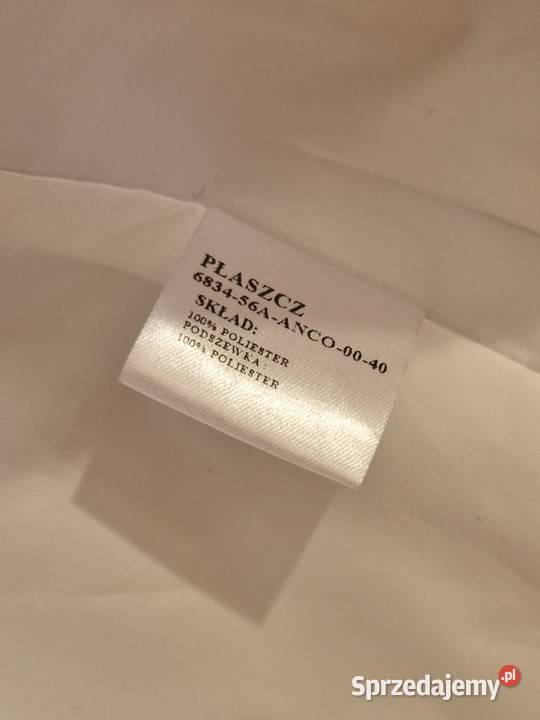 PŁASZCZ
6834-56A-ANCO-00-40
SKŁAD:
100% POLIESTER
PODSZEWKA:
100% POLIESTER
Sprzedajemy.pl